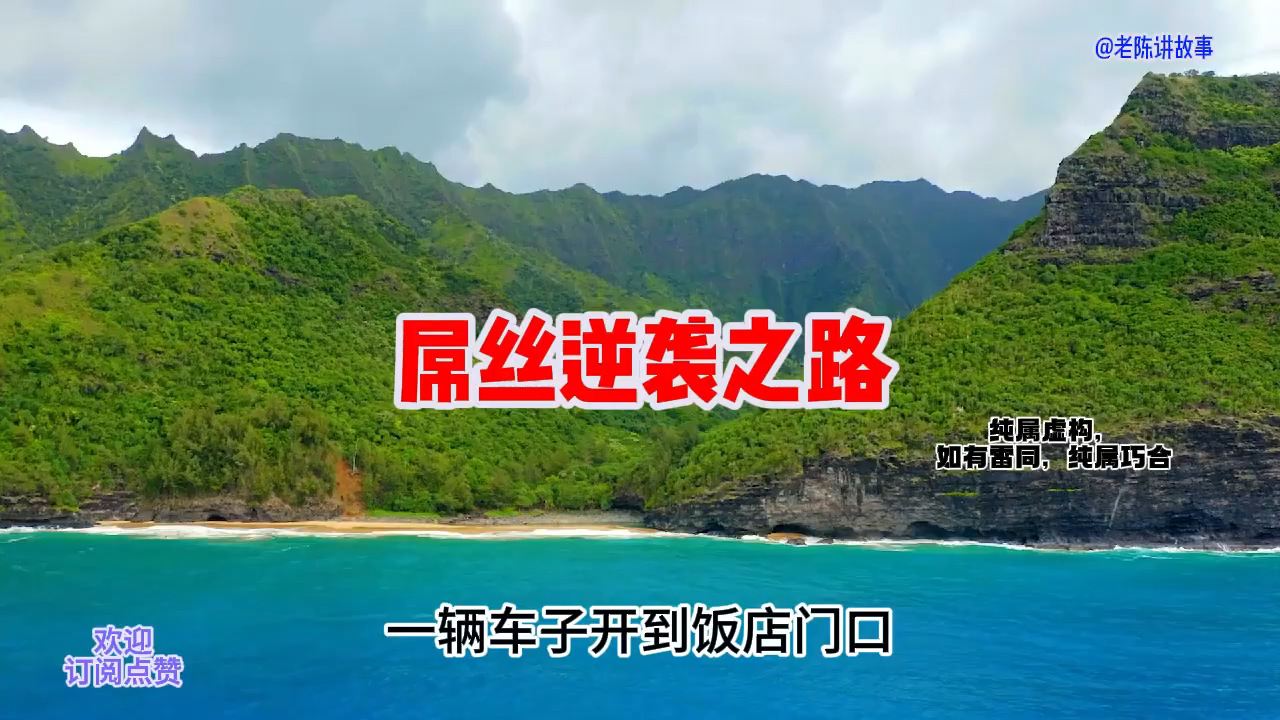 @老陈讲故事
屌丝逆袭之路
纯属虚构,
如有雷同，纯属巧合
一辆车子开到饭店门口
欢迎
订阅点赞